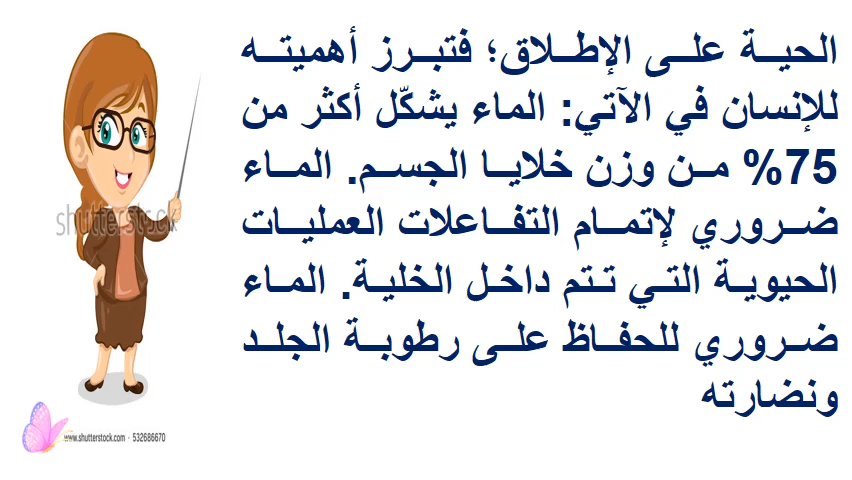 الحية على الإطلاق؛ فتبرز أهميته
للإنسان في الآتي: الماء يشكّل أكثر من
75% من وزن خلايا الجسم. الماء
ضروري لإتمام التفاعلات العمليات
الحيوية التي تتم داخل الخلية. الماء
ضروري للحفاظ على رطوبة الجلد
ونضارته
shutterstock
www.shutterstock.com · 532686670